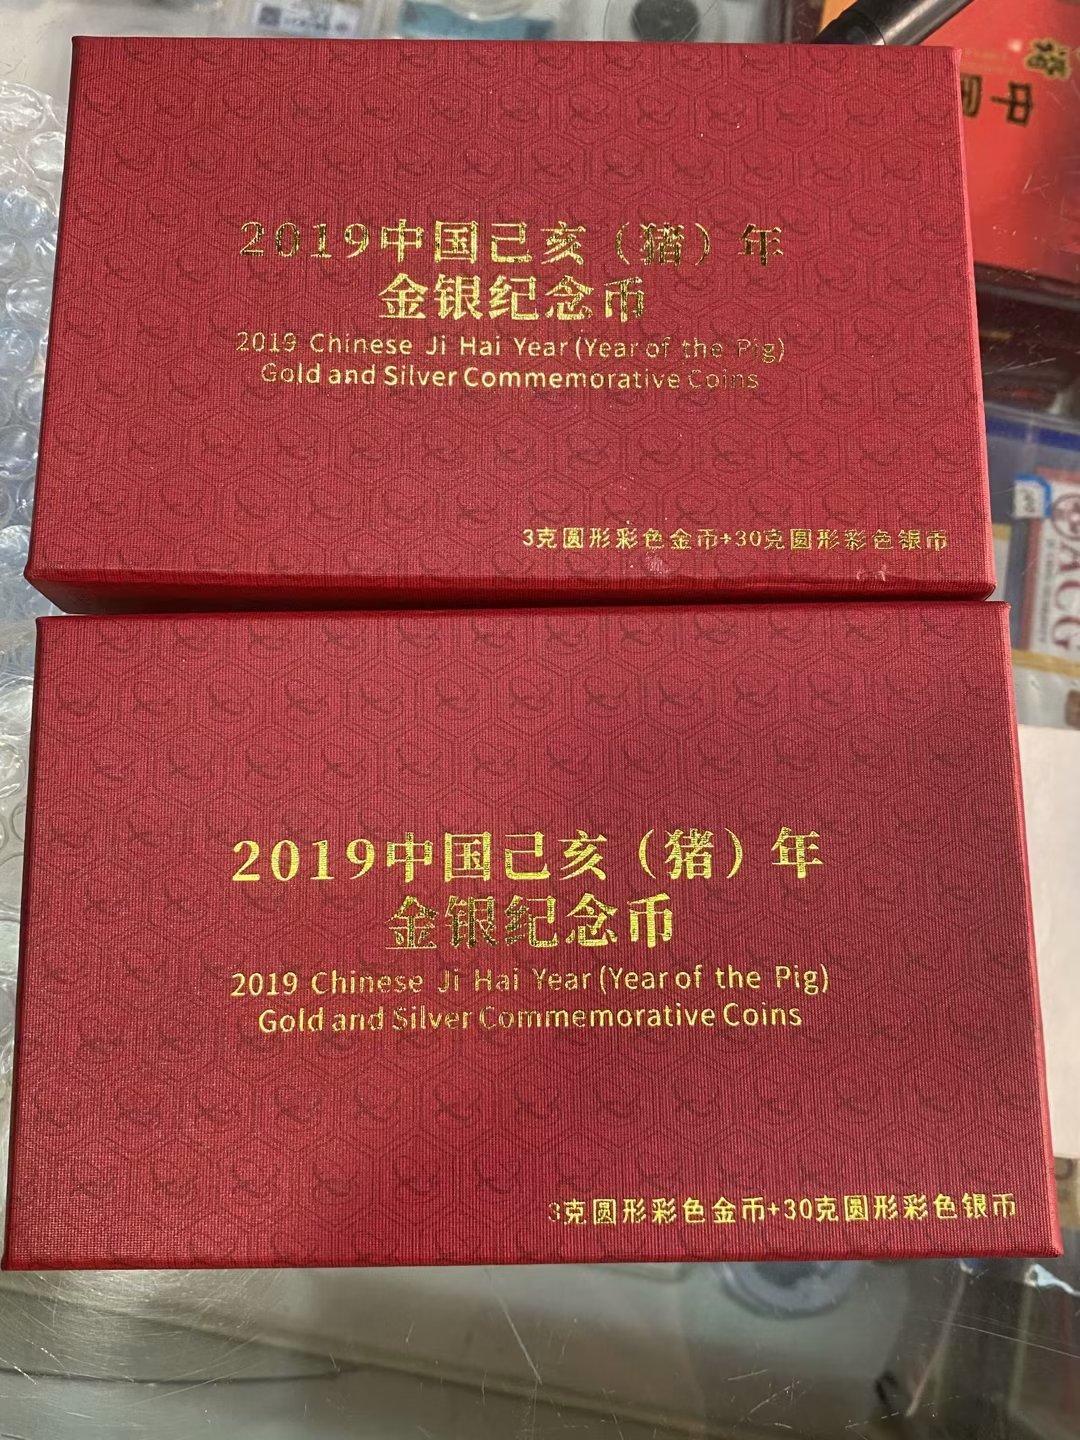 2019中国己亥（猪）年
金银纪念币
2019 Chinese Ji Hai Year (Year of the Pig)
Gold and Silver Commemorative Coins
3克圆形彩色金币+30克圆形彩色银币
2019中国己亥（猪）年
金银纪念币
2019 Chinese Ji Hai Year (Year of the Pig)
Gold and Silver Commemorative Coins
3克圆形彩色金币+30克圆形彩色银币
中
ACG